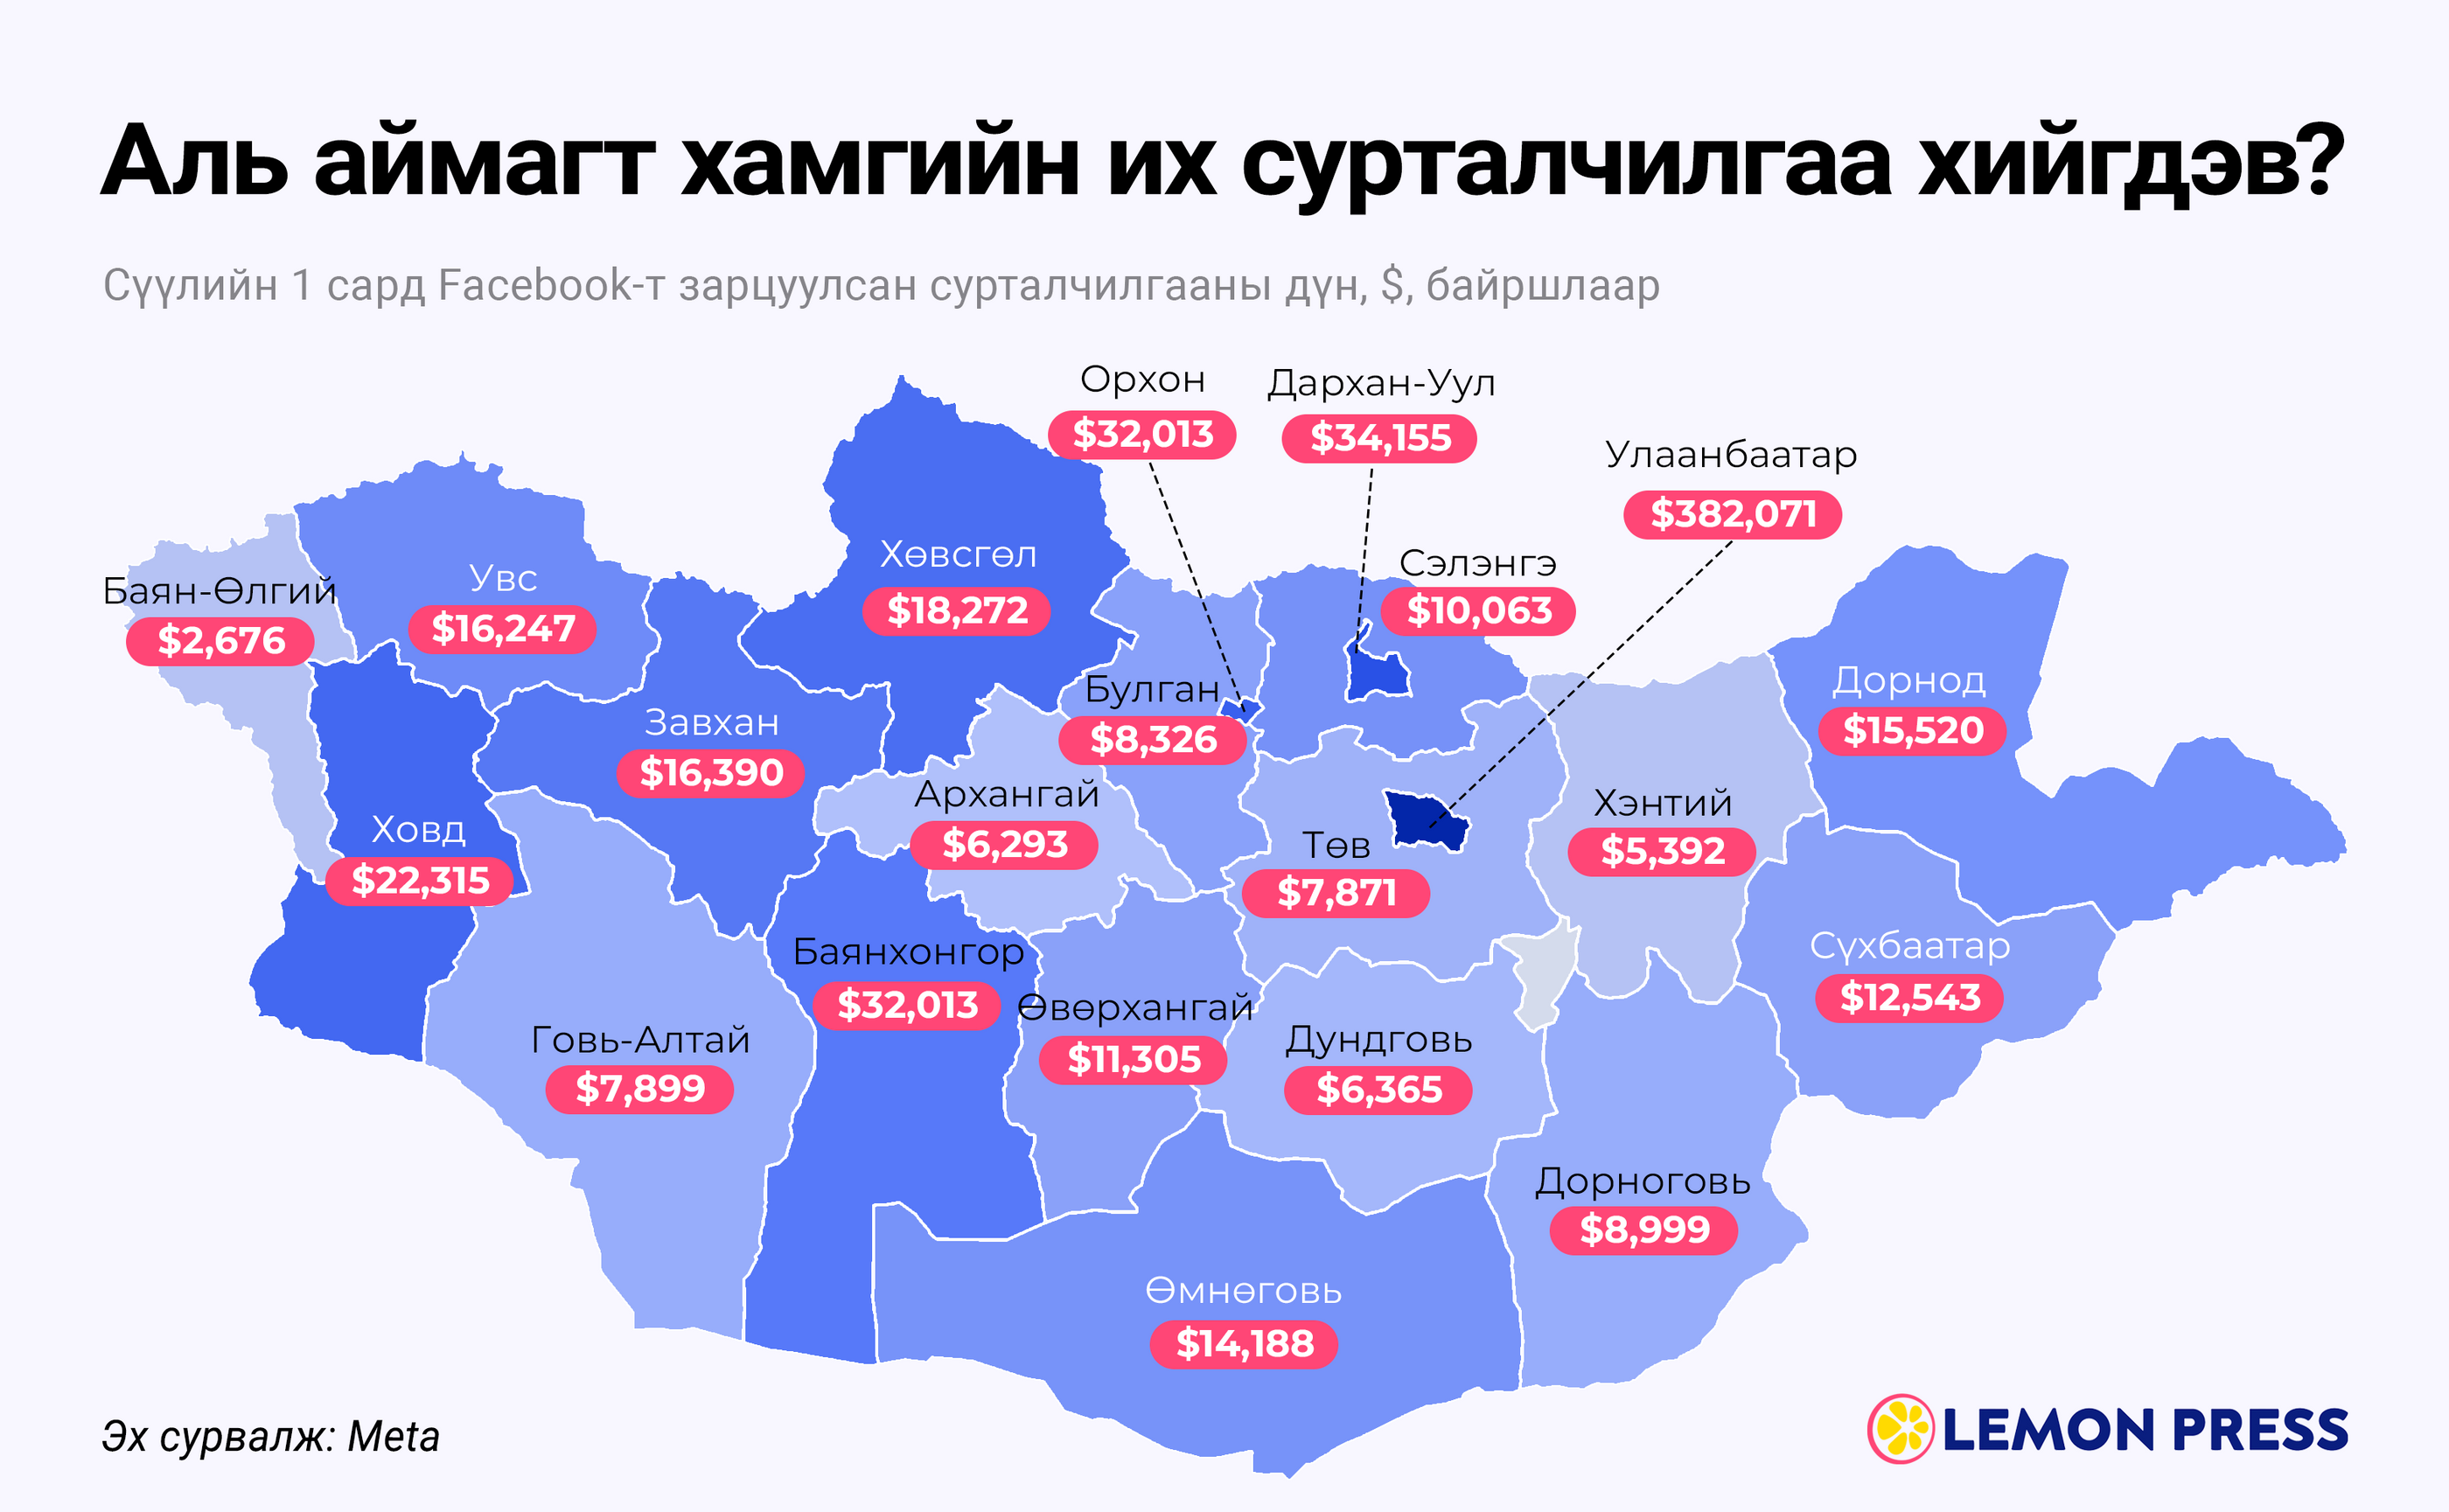 Аль аймагт хамгийн их сурталчилгаа хийгдэв?
Сүүлийн 1 сард Facebook-т зарцуулсан сурталчилгааны дүн, $, байршлаар
Орхон
$32,013
Дархан-Уул
$34,155
Улаанбаатар
$382,071
Сэлэнгэ
$10,063
Хөвсгөл
$18,272
Увс
$16,247
Баян-Өлгий
$2,676
Завхан
$16,390
Булган
$8,326
Дорнод
$15,520
Ховд
$22,315
Архангай
$6,293
Төв
$7,871
Хэнтий
$5,392
Баянхонгор
$32,013
Сүхбаатар
$12,543
Говь-Алтай
$7,899
Өвөрхангай
$11,305
Дундговь
$6,365
Дорноговь
$8,999
Өмнөговь
$14,188
Эх сурвалж: Meta
LEMON PRESS